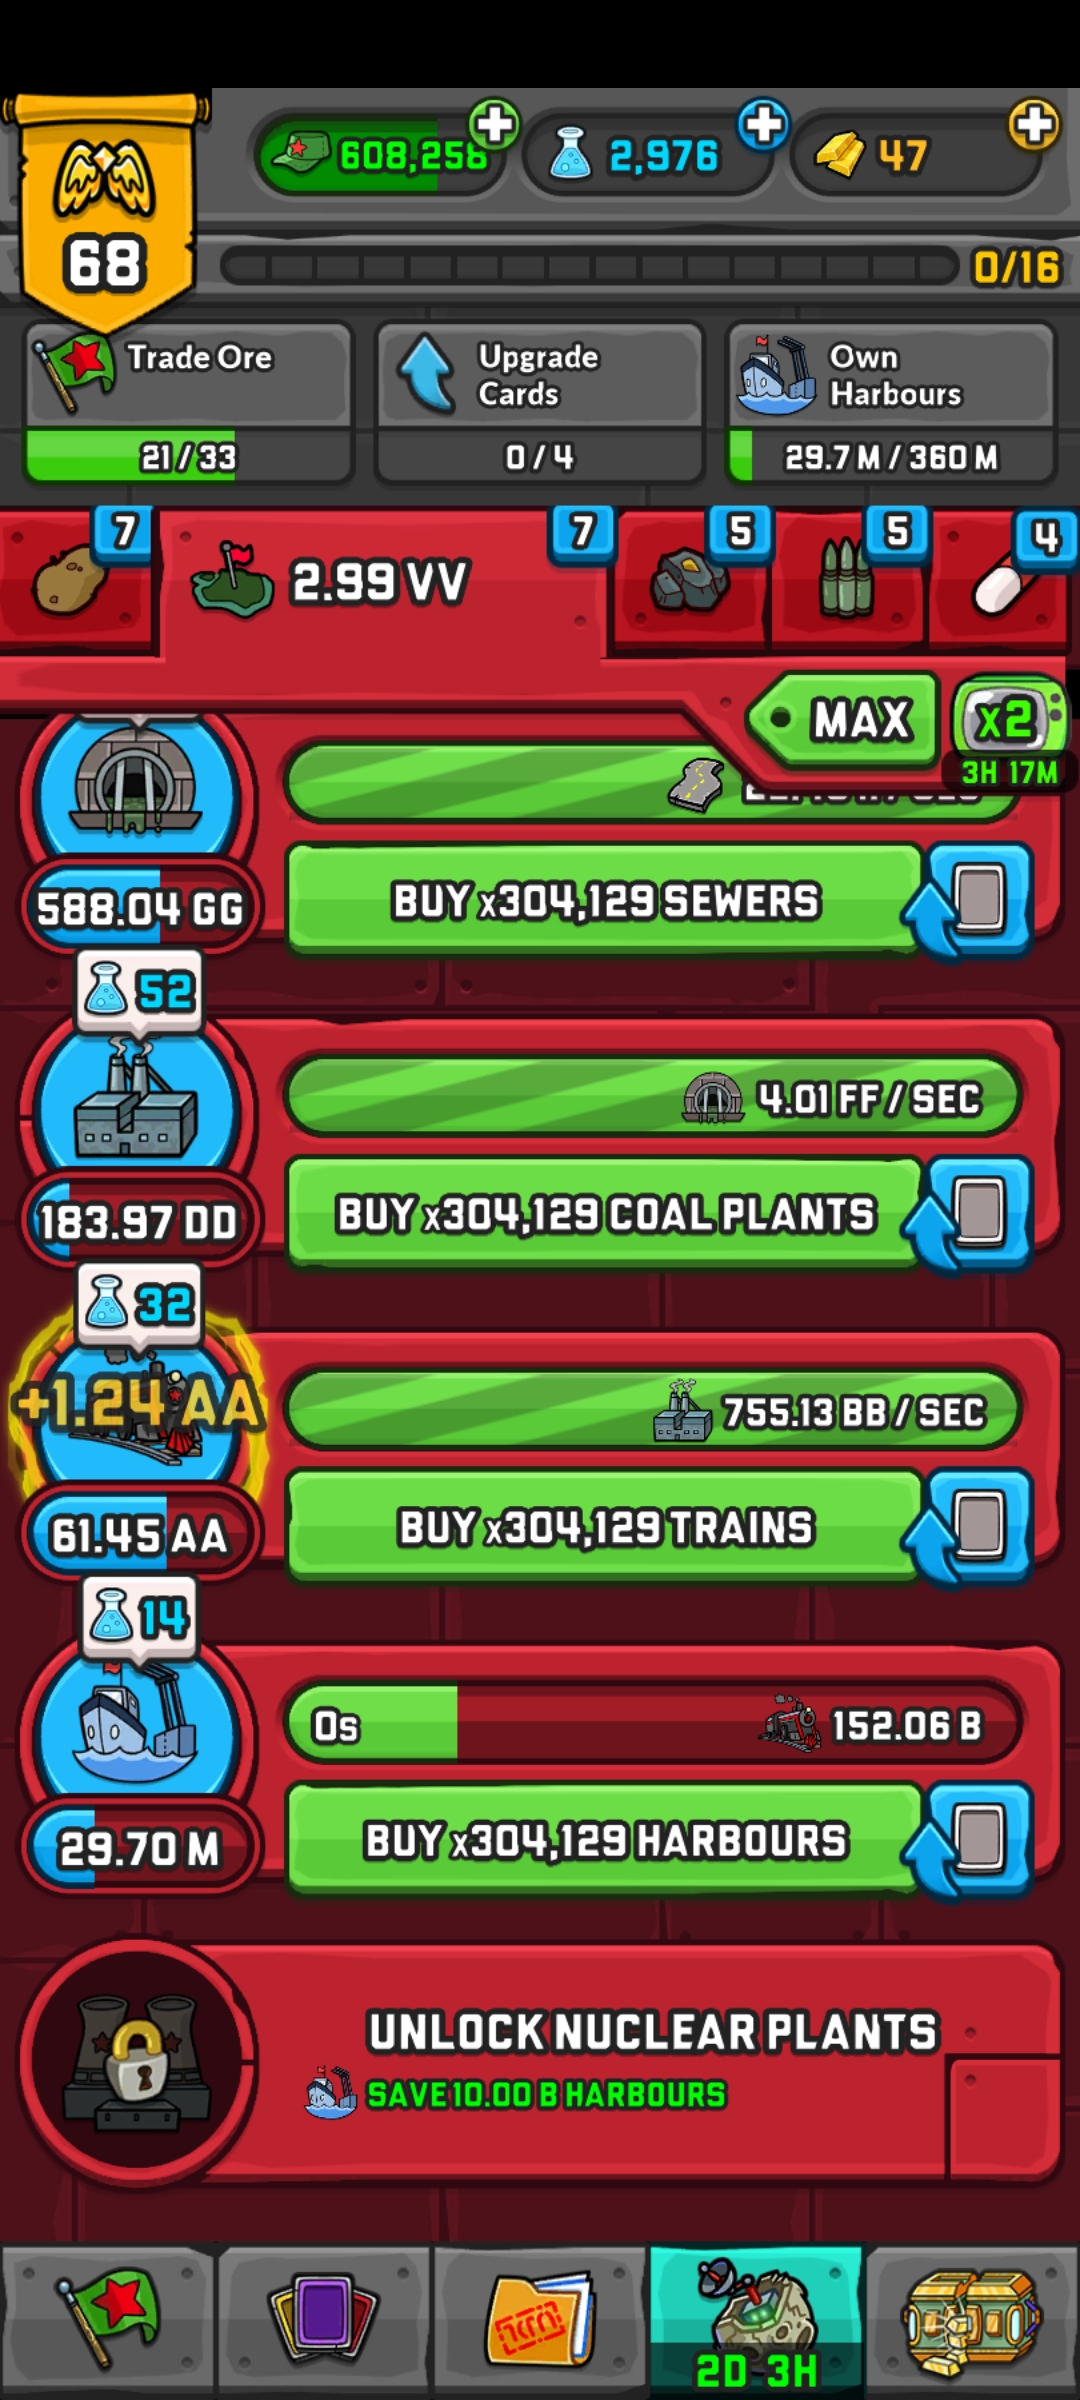 608,258
2,976
47
68
0/16
Trade Ore
Upgrade
Cards
Own
Harbours
21/33
0/4
29.7 M/360 M
7
2.99 VV
7
5
5
4
MAX
x2
3H 17M
588.04 GG
BUY x304,129 SEWERS
52
4.01 FF/SEC
183.97 DD
BUY x304,129 COAL PLANTS
32
+1.24 AA
755.13 BB/SEC
61.45 AA
BUY x304,129 TRAINS
14
0s
152.06 B
29.70 M
BUY x304,129 HARBOURS
UNLOCK NUCLEAR PLANTS
SAVE 10.00 B HARBOURS
2D 3H